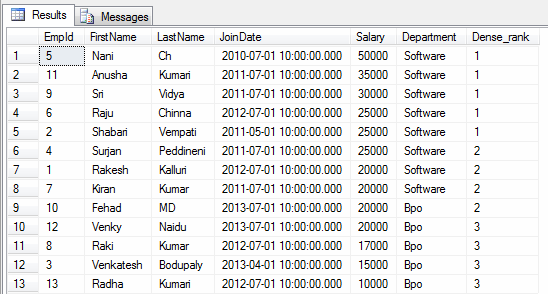 Results Messages
EmpId FirstName LastName JoinDate Salary Department Dense_rank
1 5 Nani Ch 2010-07-01 10:00:00.000 50000 Software 1
2 11 Anusha Kumari 2011-07-01 10:00:00.000 35000 Software 1
3 9 Sri Vidya 2011-07-01 10:00:00.000 30000 Software 1
4 6 Raju Chinna 2012-07-01 10:00:00.000 25000 Software 1
5 2 Shabari Vempati 2011-05-01 10:00:00.000 25000 Software 1
6 4 Surjan Peddineni 2011-07-01 10:00:00.000 25000 Software 2
7 1 Rakesh Kalluri 2012-07-01 10:00:00.000 20000 Software 2
8 7 Kiran Kumar 2011-07-01 10:00:00.000 20000 Software 2
9 10 Fehad MD 2013-07-01 10:00:00.000 20000 Bpo 2
10 12 Venky Naidu 2013-07-01 10:00:00.000 20000 Bpo 3
11 8 Raki Kumar 2012-07-01 10:00:00.000 17000 Bpo 3
12 3 Venkatesh Bodupaly 2013-04-01 10:00:00.000 15000 Bpo 3
13 13 Radha Kumari 2012-07-01 10:00:00.000 10000 Bpo 3